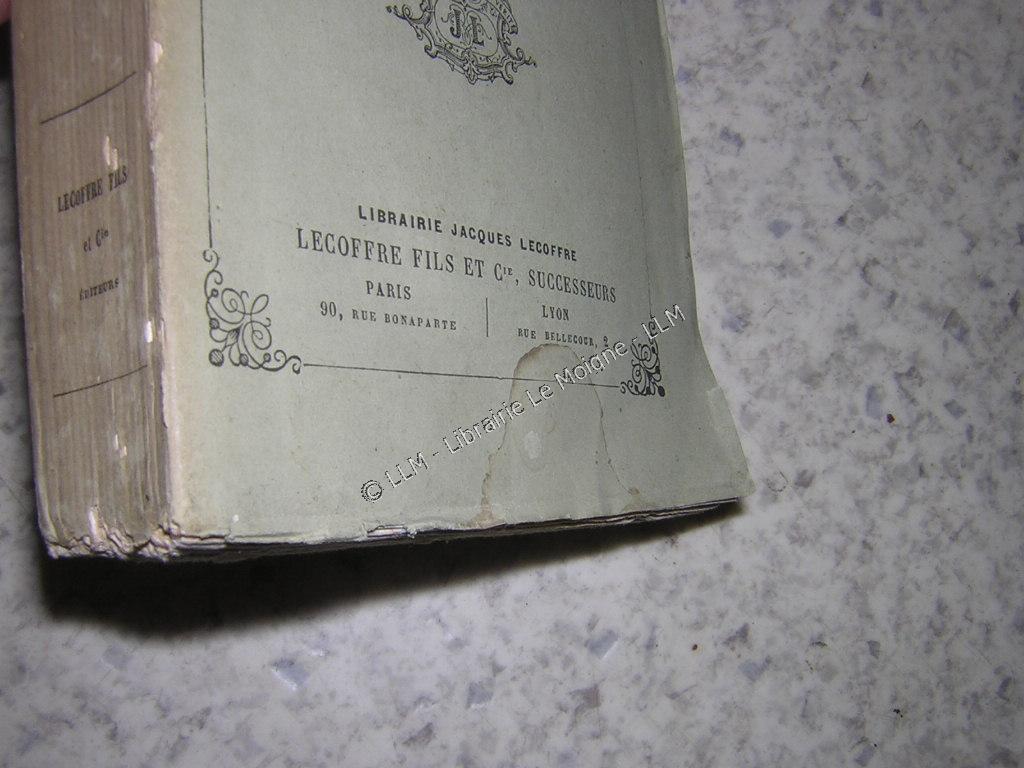 JL
LECOFFRE FILS
et Cie
ÉDITEURS
LIBRAIRIE JACQUES LECOFFRE
LECOFFRE FILS ET CIE, SUCCESSEURS
PARIS
90, RUE BONAPARTE
LYON
RUE BELLECOUR, 2
© LLM - Librairie Le Moigne - LLM